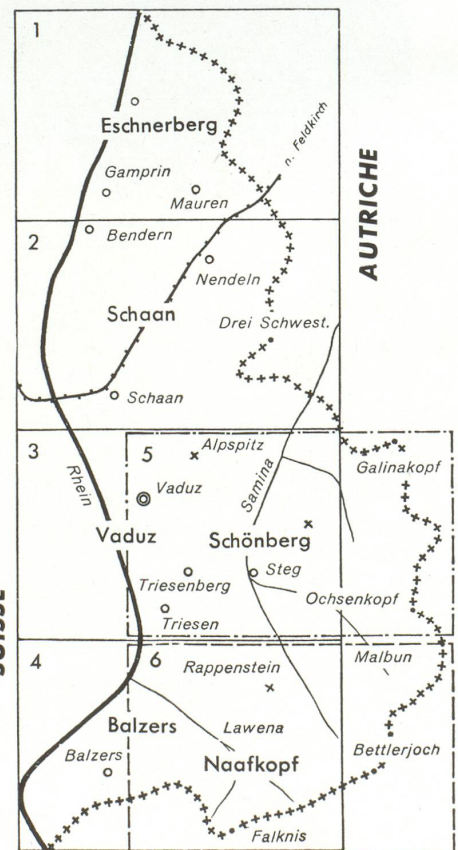 1
Eschnerberg
n. Feldkirch
Gamprin
Mauren
AUTRICHE
2
Bendern
Nendeln
Schaan
Drei Schwest.
Schaan
3
5
Alpspitz
Galinakopf
Rhein
Vaduz
Samina
Vaduz
Schönberg
Triesenberg
Steg
Ochsenkopf
Triesen
SUISSE
4
6
Rappenstein
Malbun
Balzers
Lawena
Balzers
Naafkopf
Bettlerjoch
Falknis